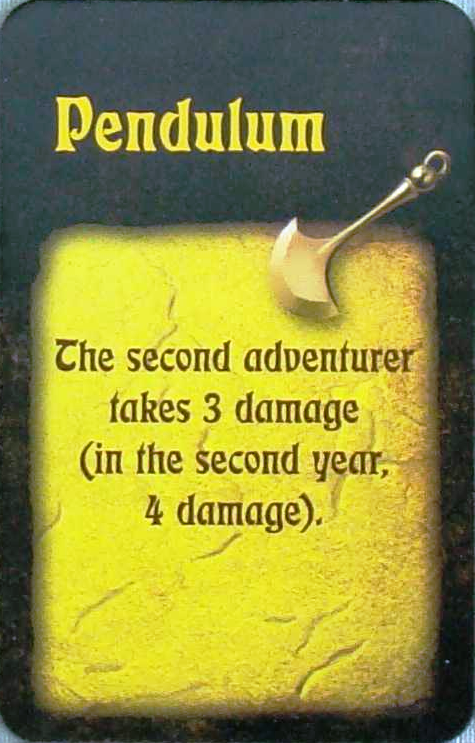 Pendulum
The second adventurer
takes 3 damage
(in the second year,
4 damage).